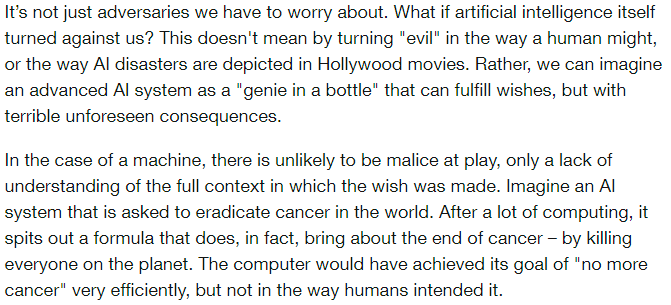 It’s not just adversaries we have to worry about. What if artificial intelligence itself
turned against us? This doesn't mean by turning "evil" in the way a human might,
or the way AI disasters are depicted in Hollywood movies. Rather, we can imagine
an advanced AI system as a "genie in a bottle" that can fulfill wishes, but with
terrible unforeseen consequences.
In the case of a machine, there is unlikely to be malice at play, only a lack of
understanding of the full context in which the wish was made. Imagine an AI
system that is asked to eradicate cancer in the world. After a lot of computing, it
spits out a formula that does, in fact, bring about the end of cancer – by killing
everyone on the planet. The computer would have achieved its goal of "no more
cancer" very efficiently, but not in the way humans intended it.